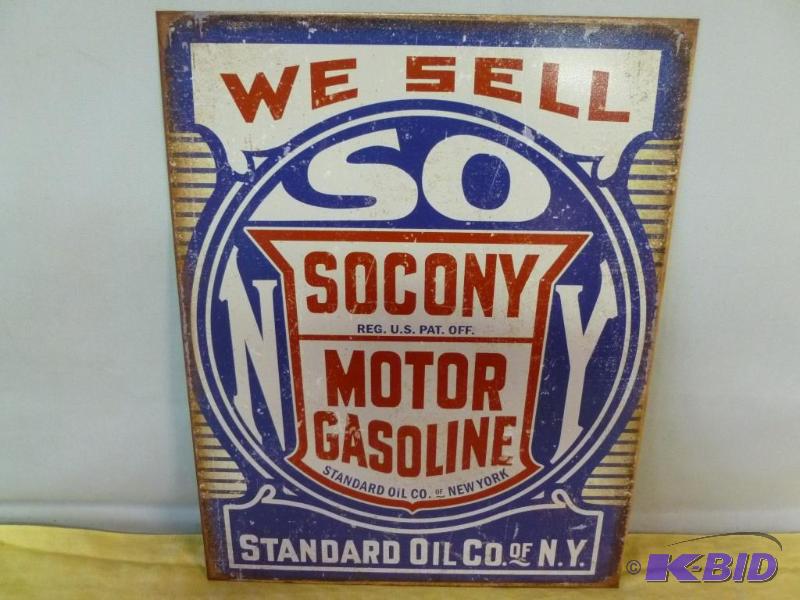 WE SELL
SO
N Y
SOCONY
REG. U.S. PAT. OFF.
MOTOR
GASOLINE
STANDARD OIL CO. OF NEW YORK
STANDARD OIL CO. OF N.Y.
© K-BID